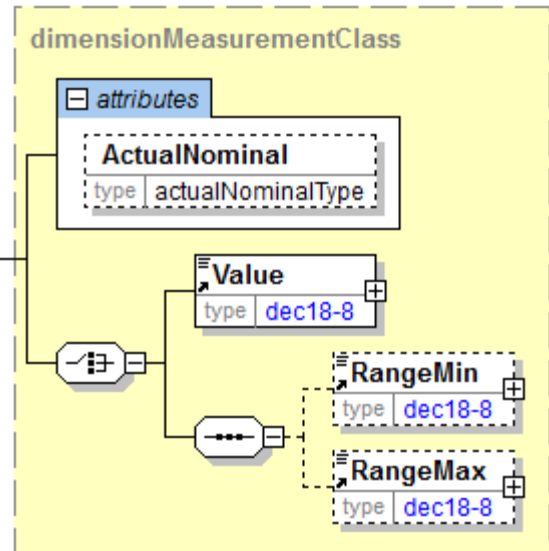 dimensionMeasurementClass
attributes
ActualNominal
type actualNominalType
Value
type dec18-8
RangeMin
type dec18-8
RangeMax
type dec18-8